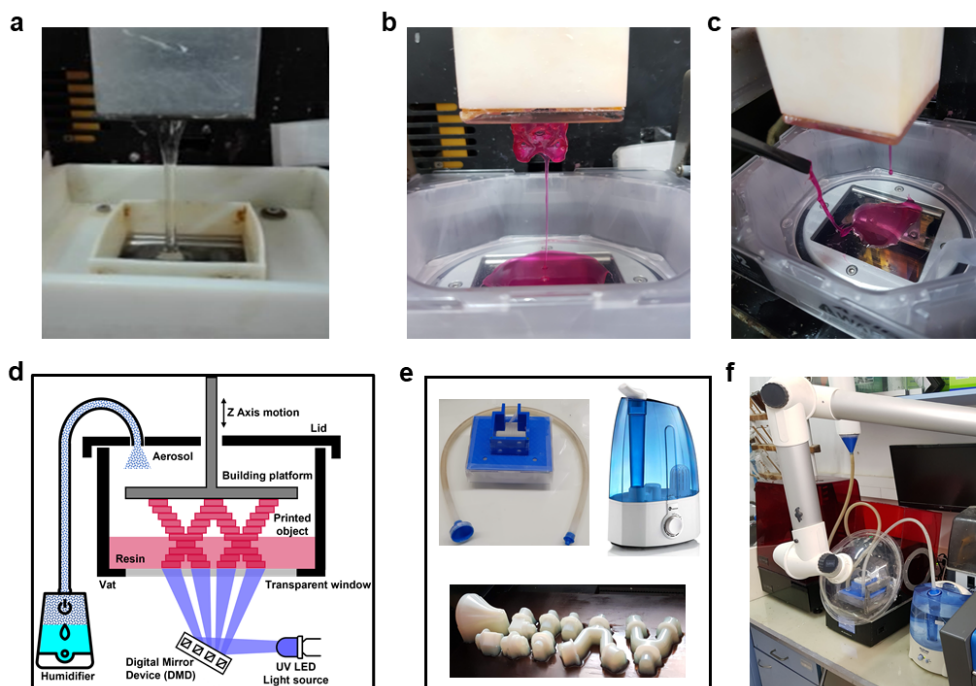 a
b
c
d
Z Axis motion
Lid
Aerosol
Building platform
Printed
object
Resin
Vat
Transparent window
Digital Mirror
Device (DMD)
UV LED
Light source
Humidifier
e
f